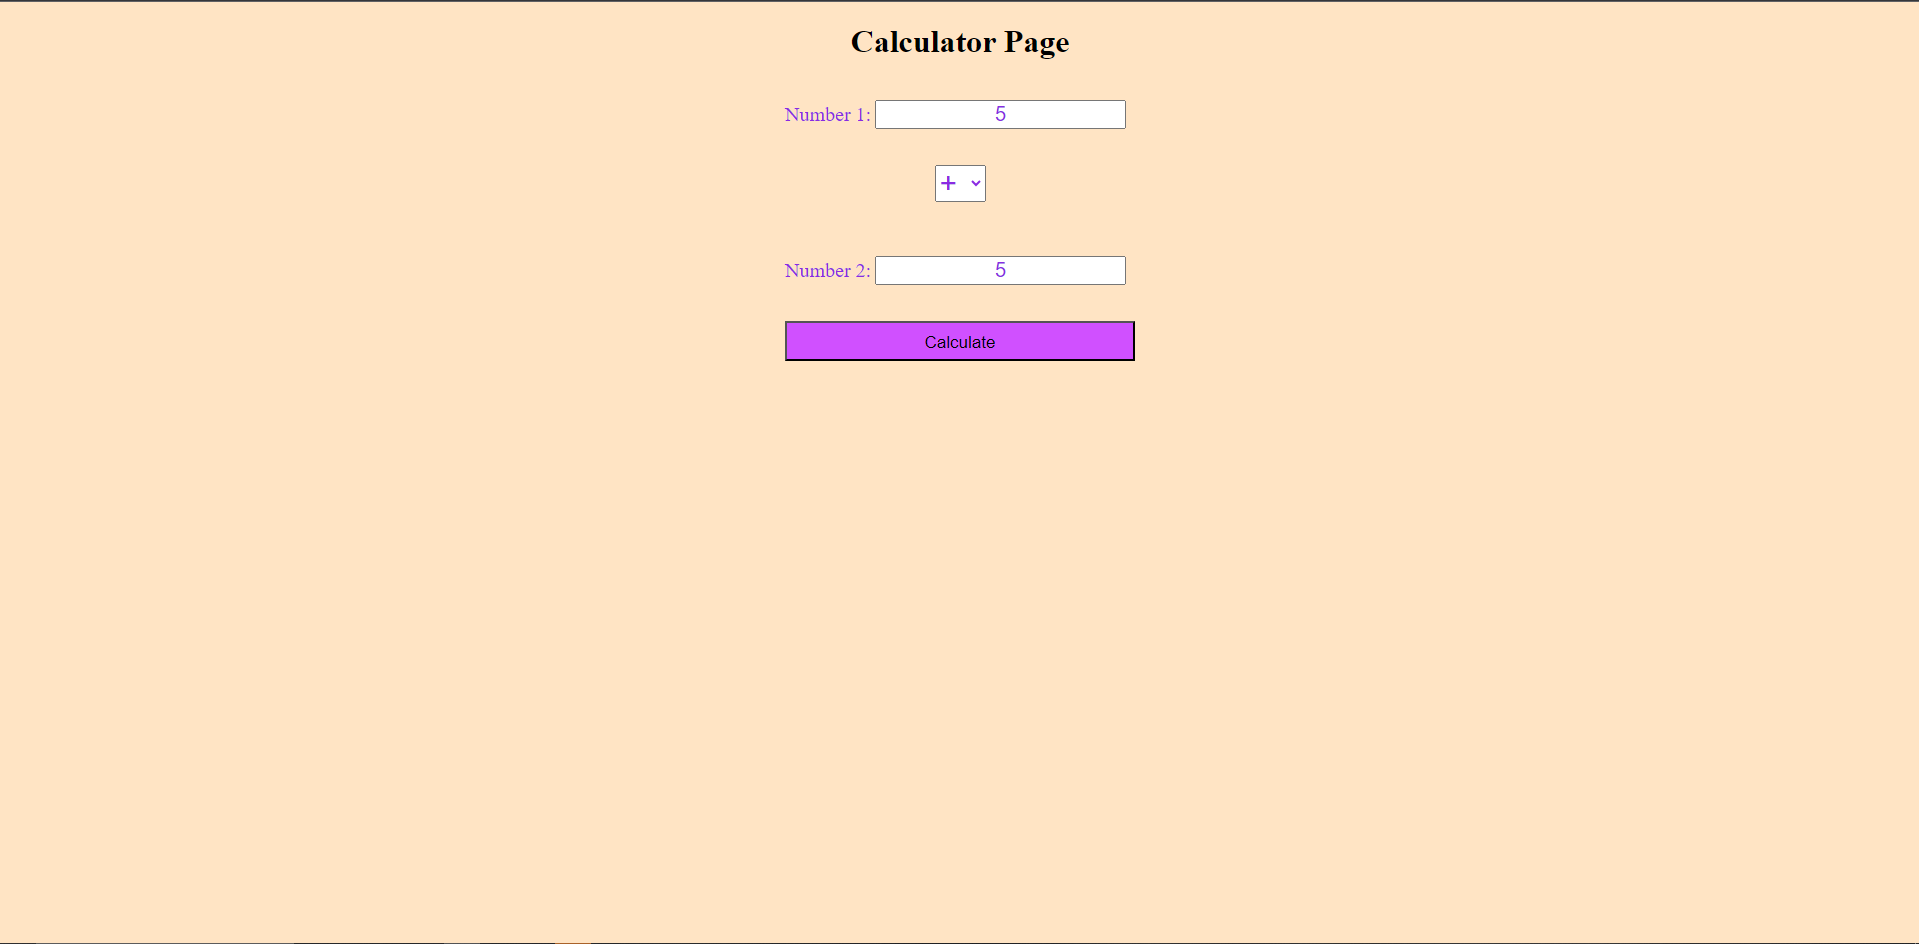 Calculator Page
Number 1: 5
+
Number 2: 5
Calculate